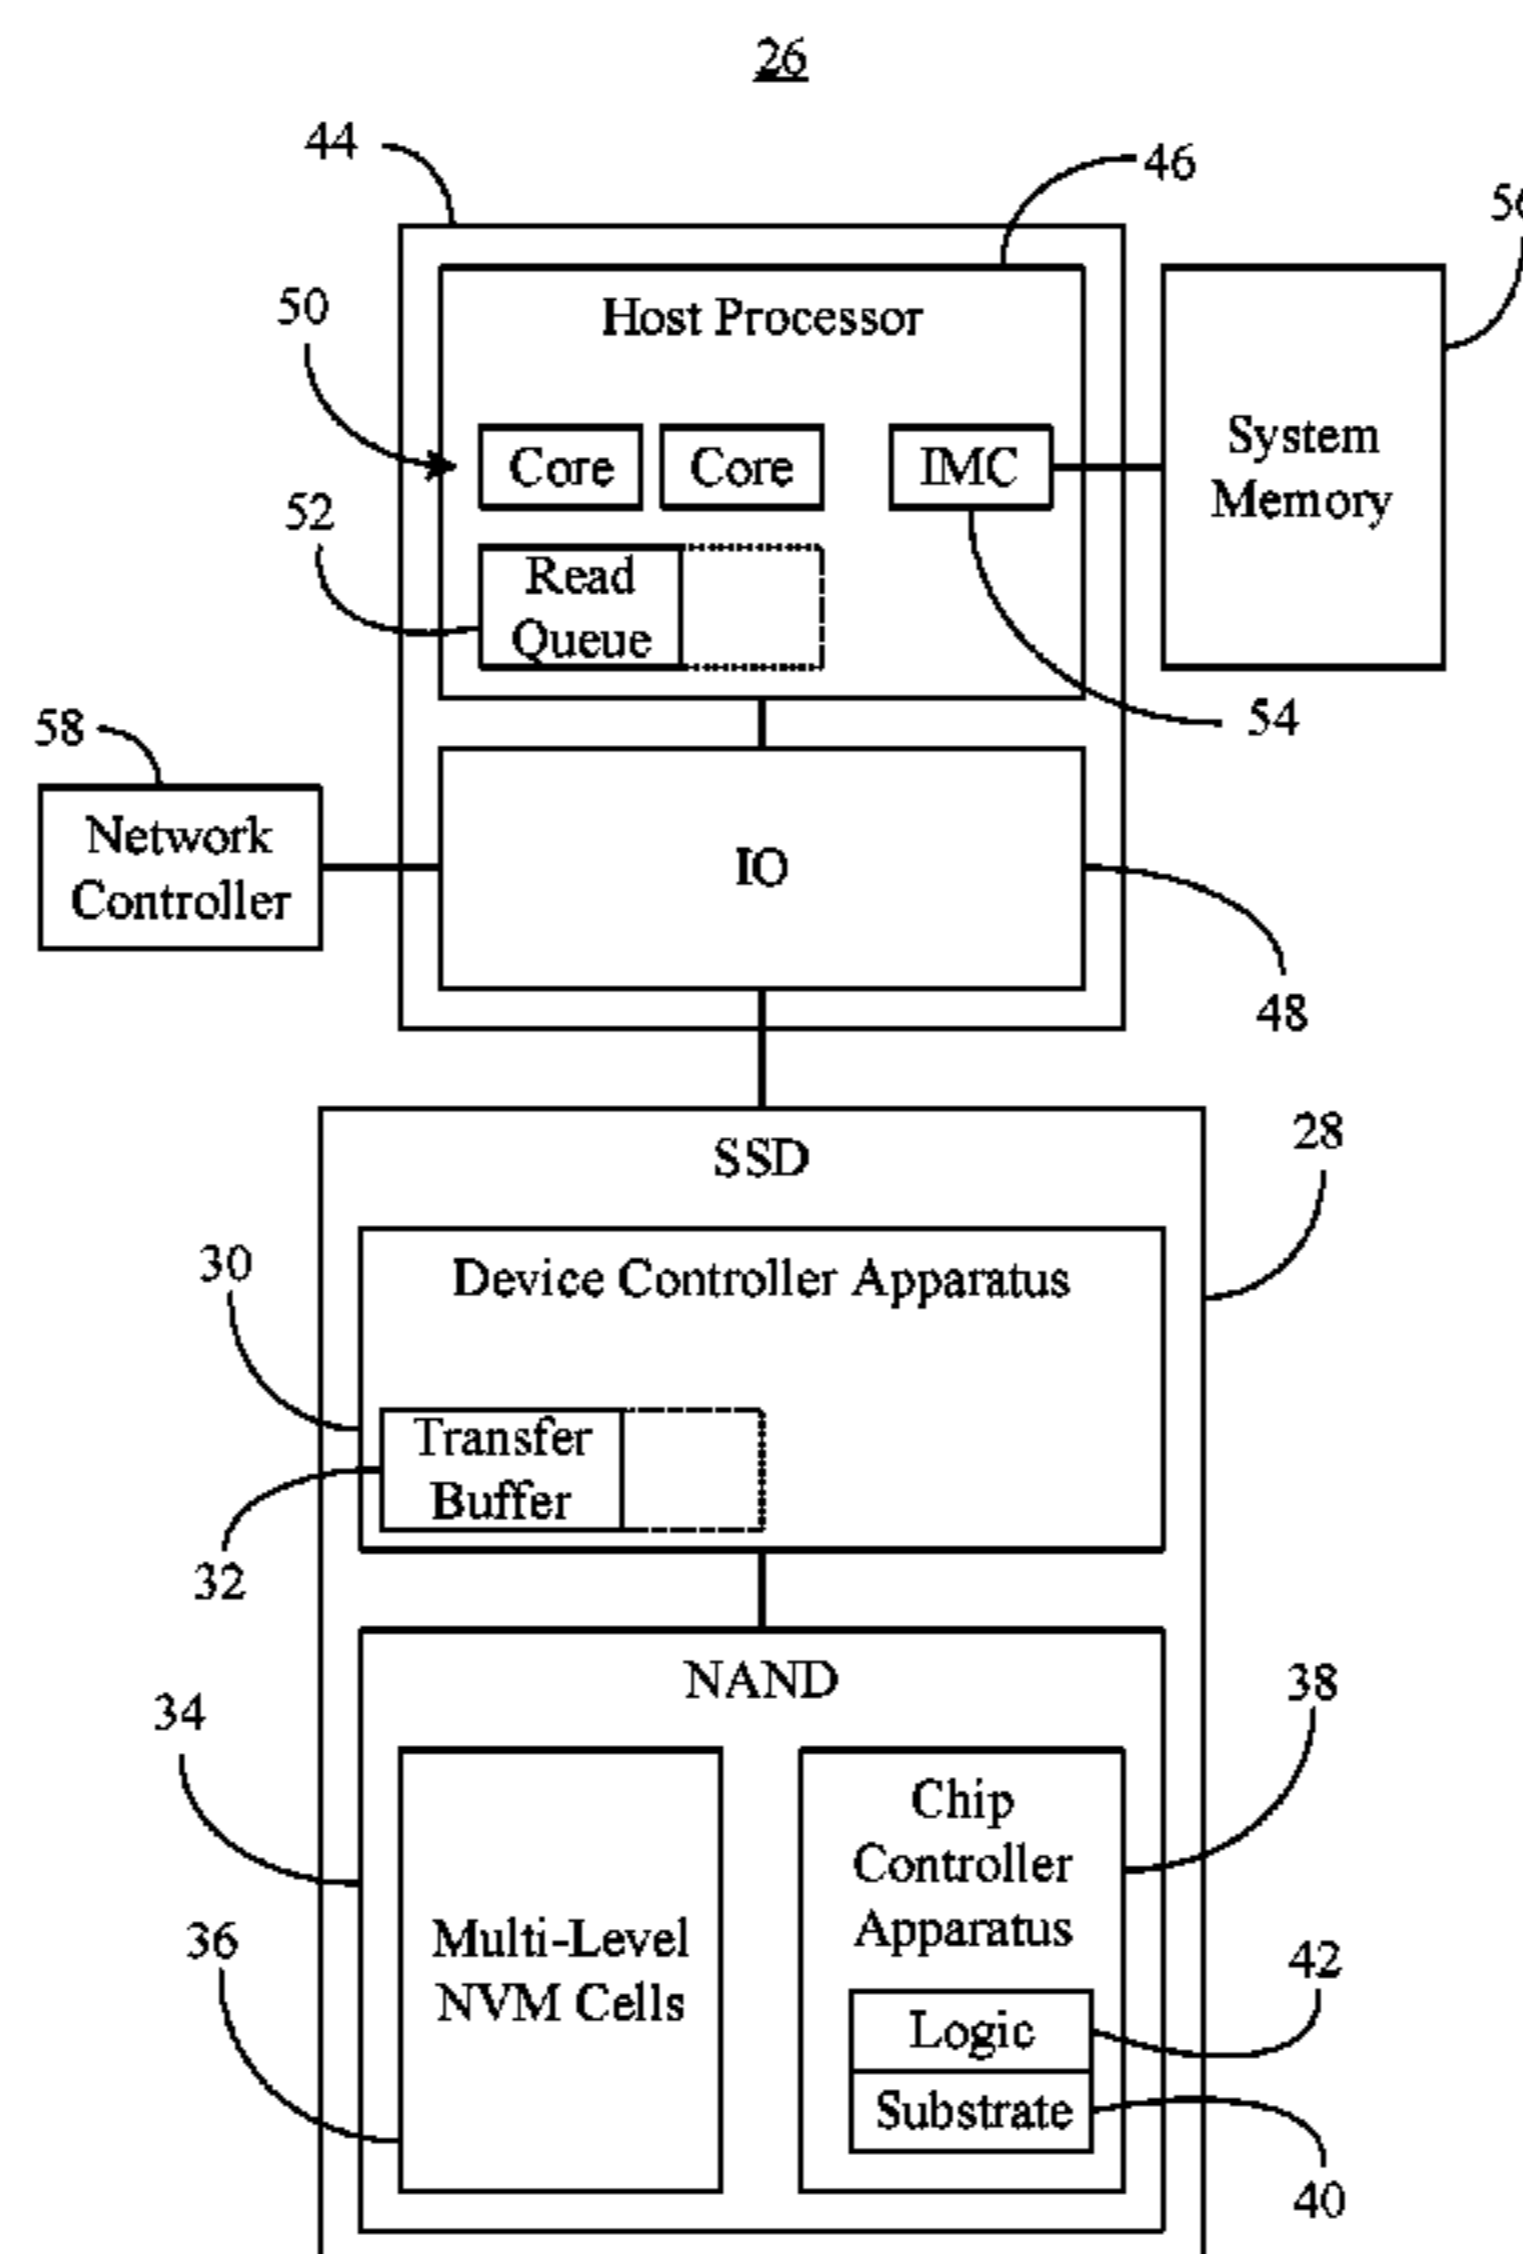 26
44
46
56
Host Processor
50
Core
Core
IMC
System
Memory
52
Read
Queue
54
58
Network
Controller
IO
48
SSD
28
30
Device Controller Apparatus
Transfer
Buffer
32
NAND
38
34
Chip
Controller
Apparatus
36
Multi-Level
NVM Cells
42
Logic
Substrate
40